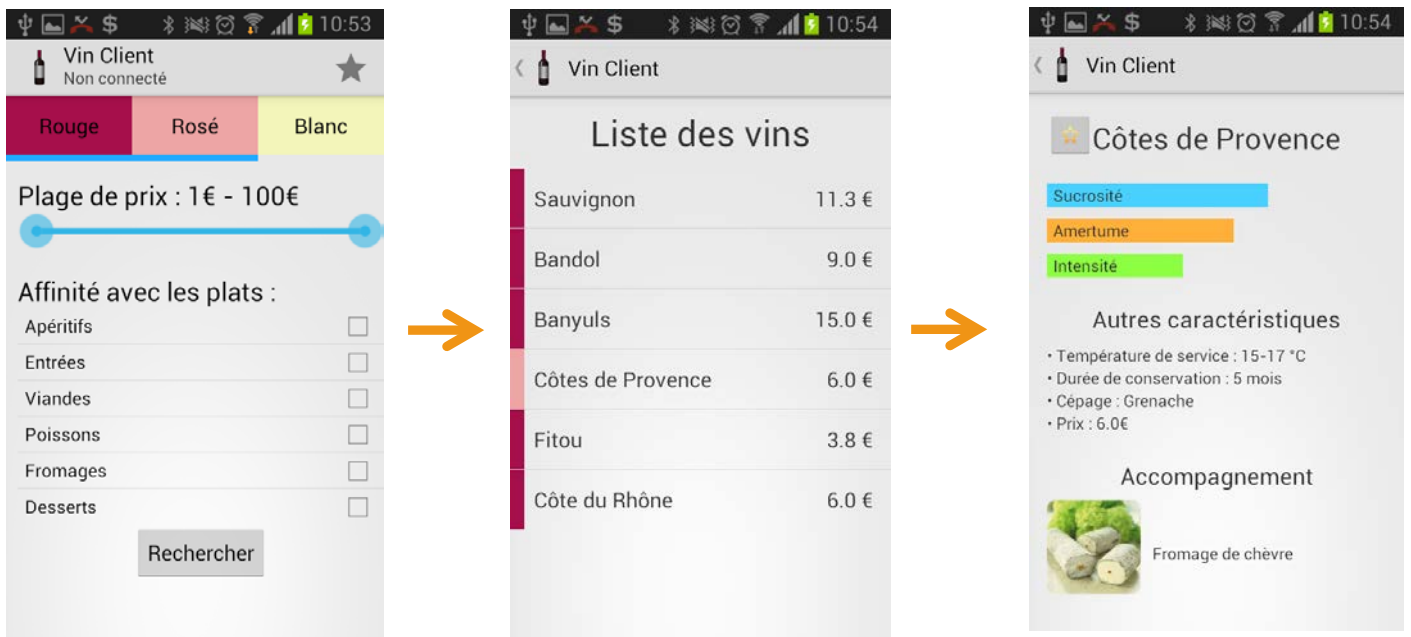 10:53
Vin Client
Non connecté
Rouge Rosé Blanc
Plage de prix : 1€ - 100€
Affinité avec les plats :
Apéritifs
Entrées
Viandes
Poissons
Fromages
Desserts
Rechercher
10:54
Vin Client
Liste des vins
Sauvignon 11.3 €
Bandol 9.0 €
Banyuls 15.0 €
Côtes de Provence 6.0 €
Fitou 3.8 €
Côte du Rhône 6.0 €
10:54
Vin Client
Côtes de Provence
Sucrosité
Amertume
Intensité
Autres caractéristiques
• Température de service : 15-17 °C
• Durée de conservation : 5 mois
• Cépage : Grenache
• Prix : 6.0€
Accompagnement
Fromage de chèvre